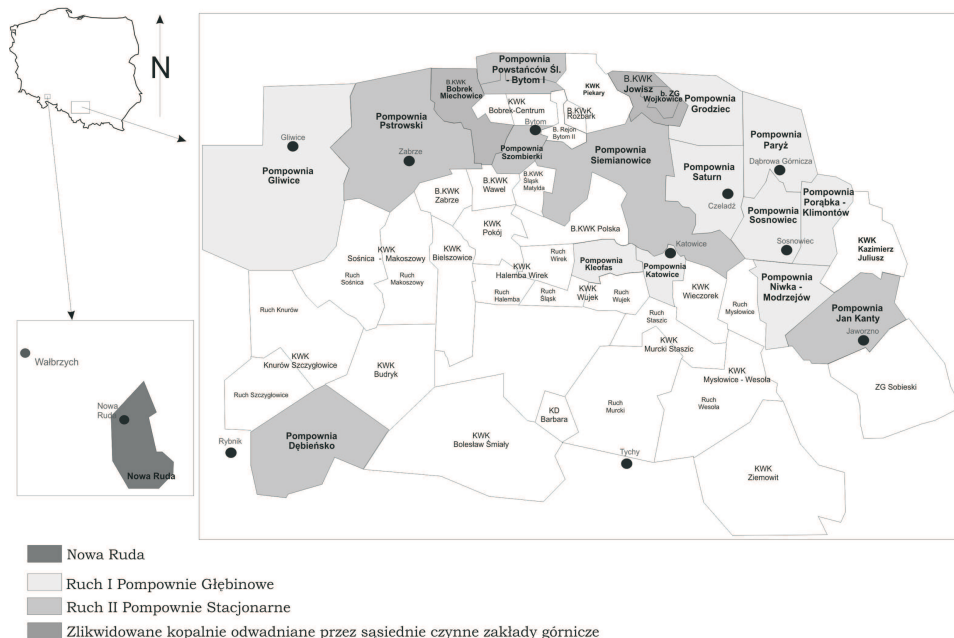 N
Pompownia
Powstańców Śl.
- Bytom I
KWK
Piekary
B.KWK
Jowisz
b. ZG
Wojkowice
B.KWK
Bobrek
Miechowice
KWK
Bobrek-Centrum
B.KWK
Rozbark
Pompownia
Grodziec
Bytom
B. Rejon
Bytom II
Pompownia
Pstrowski
Pompownia
Paryż
Gliwice
Zabrze
Pompownia
Szombierki
Pompownia
Siemianowice
Dąbrowa Górnicza
Pompownia
Gliwice
Pompownia
Saturn
B.KWK
Zabrze
B.KWK
Wawel
B.KWK
Śląsk
Matylda
Pompownia
Porąbka -
Klimontów
Czeladź
Pompownia
Sosnowiec
KWK
Pokój
B.KWK Polska
KWK
Sośnica - Makoszowy
KWK
Bielszowice
Katowice
Sosnowiec
KWK
Kazimierz
Juliusz
Ruch
Sośnica
Ruch
Makoszowy
KWK
Halemba Wirek
Ruch
Wirek
Pompownia
Kleofas
Pompownia
Katowice
Pompownia
Niwka -
Modrzejów
Ruch
Halemba
Ruch
Śląsk
KWK
Wujek
Ruch
Wujek
KWK
Wieczorek
Ruch
Mysłowice
Ruch Knurów
Pompownia
Jan Kanty
Ruch
Staszic
Jaworzno
KWK
Murcki Staszic
KWK
Knurów Szczygłowice
KWK
Budryk
KWK
Mysłowice - Wesoła
Ruch Szczygłowice
ZG Sobieski
Ruch
Murcki
Ruch
Wesoła
KD
Barbara
Rybnik
Pompownia
Dębieńsko
KWK
Bolesław Śmiały
Tychy
KWK
Ziemowit
Wałbrzych
Nowa
Ruda
Nowa Ruda
Nowa Ruda
Ruch I Pompownie Głębinowe
Ruch II Pompownie Stacjonarne
Zlikwidowane kopalnie odwadniane przez sąsiednie czynne zakłady górnicze